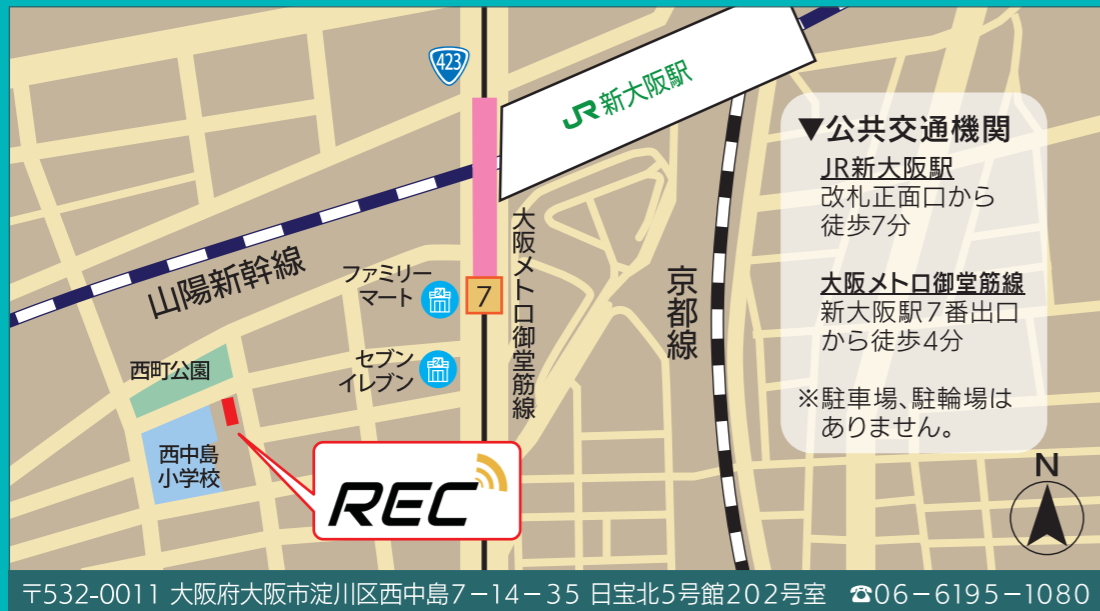 423
JR新大阪駅
山陽新幹線
ファミリー
マート
7
大阪メトロ御堂筋線
京都線
セブン
イレブン
西町公園
西中島
小学校
REC
▼公共交通機関
JR新大阪駅
改札正面口から
徒歩7分
大阪メトロ御堂筋線
新大阪駅7番出口
から徒歩4分
※駐車場、駐輪場は
ありません。
N
〒532-0011 大阪府大阪市淀川区西中島7−14−35 日宝北5号館202号室 ☎06−6195−1080